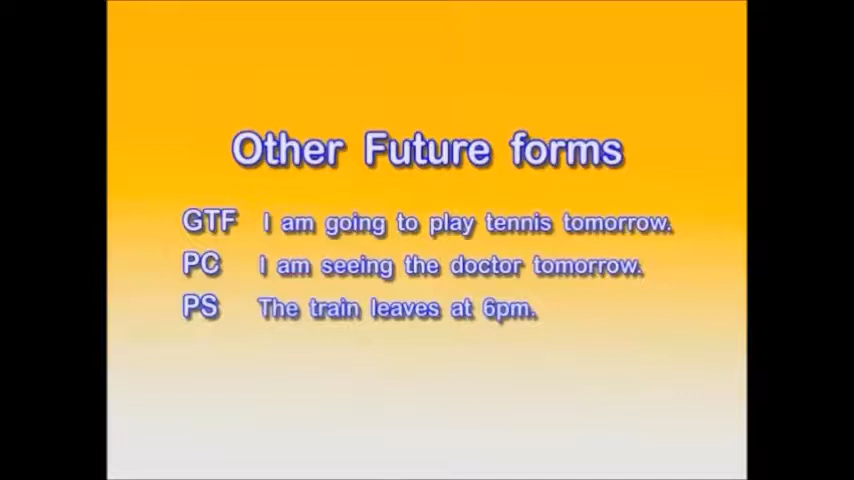 Other Future forms
GTF I am going to play tennis tomorrow.
PC I am seeing the doctor tomorrow.
PS The train leaves at 6pm.